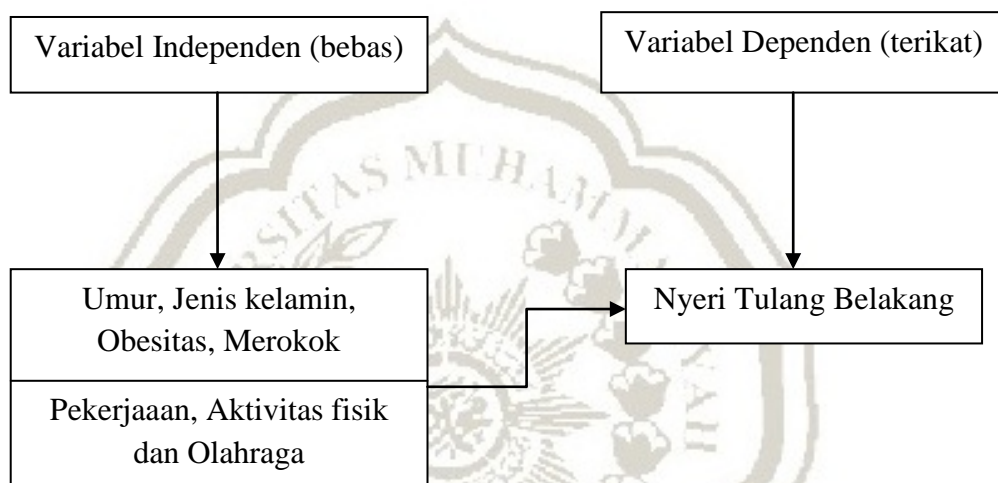 Variabel Independen (bebas)
Variabel Dependen (terikat)
Umur, Jenis kelamin,
Obesitas, Merokok
Nyeri Tulang Belakang
Pekerjaaan, Aktivitas fisik
dan Olahraga